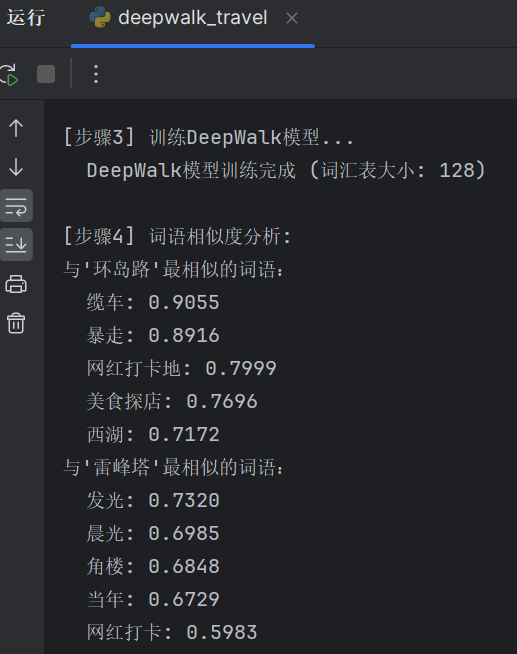 运行
deepwalk_travel
[步骤3] 训练DeepWalk模型...
DeepWalk模型训练完成 (词汇表大小: 128)
[步骤4] 词语相似度分析:
与'环岛路'最相似的词语:
缆车: 0.9055
暴走: 0.8916
网红打卡地: 0.7999
美食探店: 0.7696
西湖: 0.7172
与'雷峰塔'最相似的词语:
发光: 0.7320
晨光: 0.6985
角楼: 0.6848
当年: 0.6729
网红打卡: 0.5983